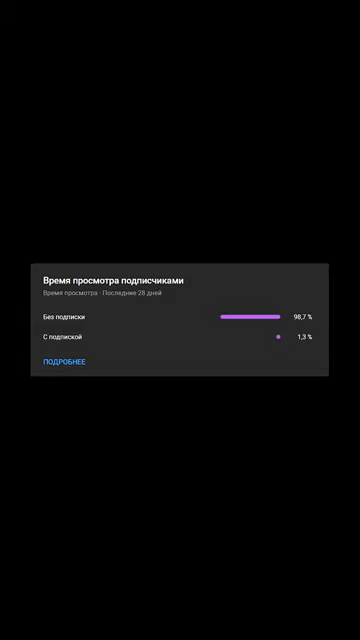 Время просмотра подписчиками
Время просмотра · Последние 28 дней
Без подписки 98,7 %
С подпиской 1,3 %
ПОДРОБНЕЕ